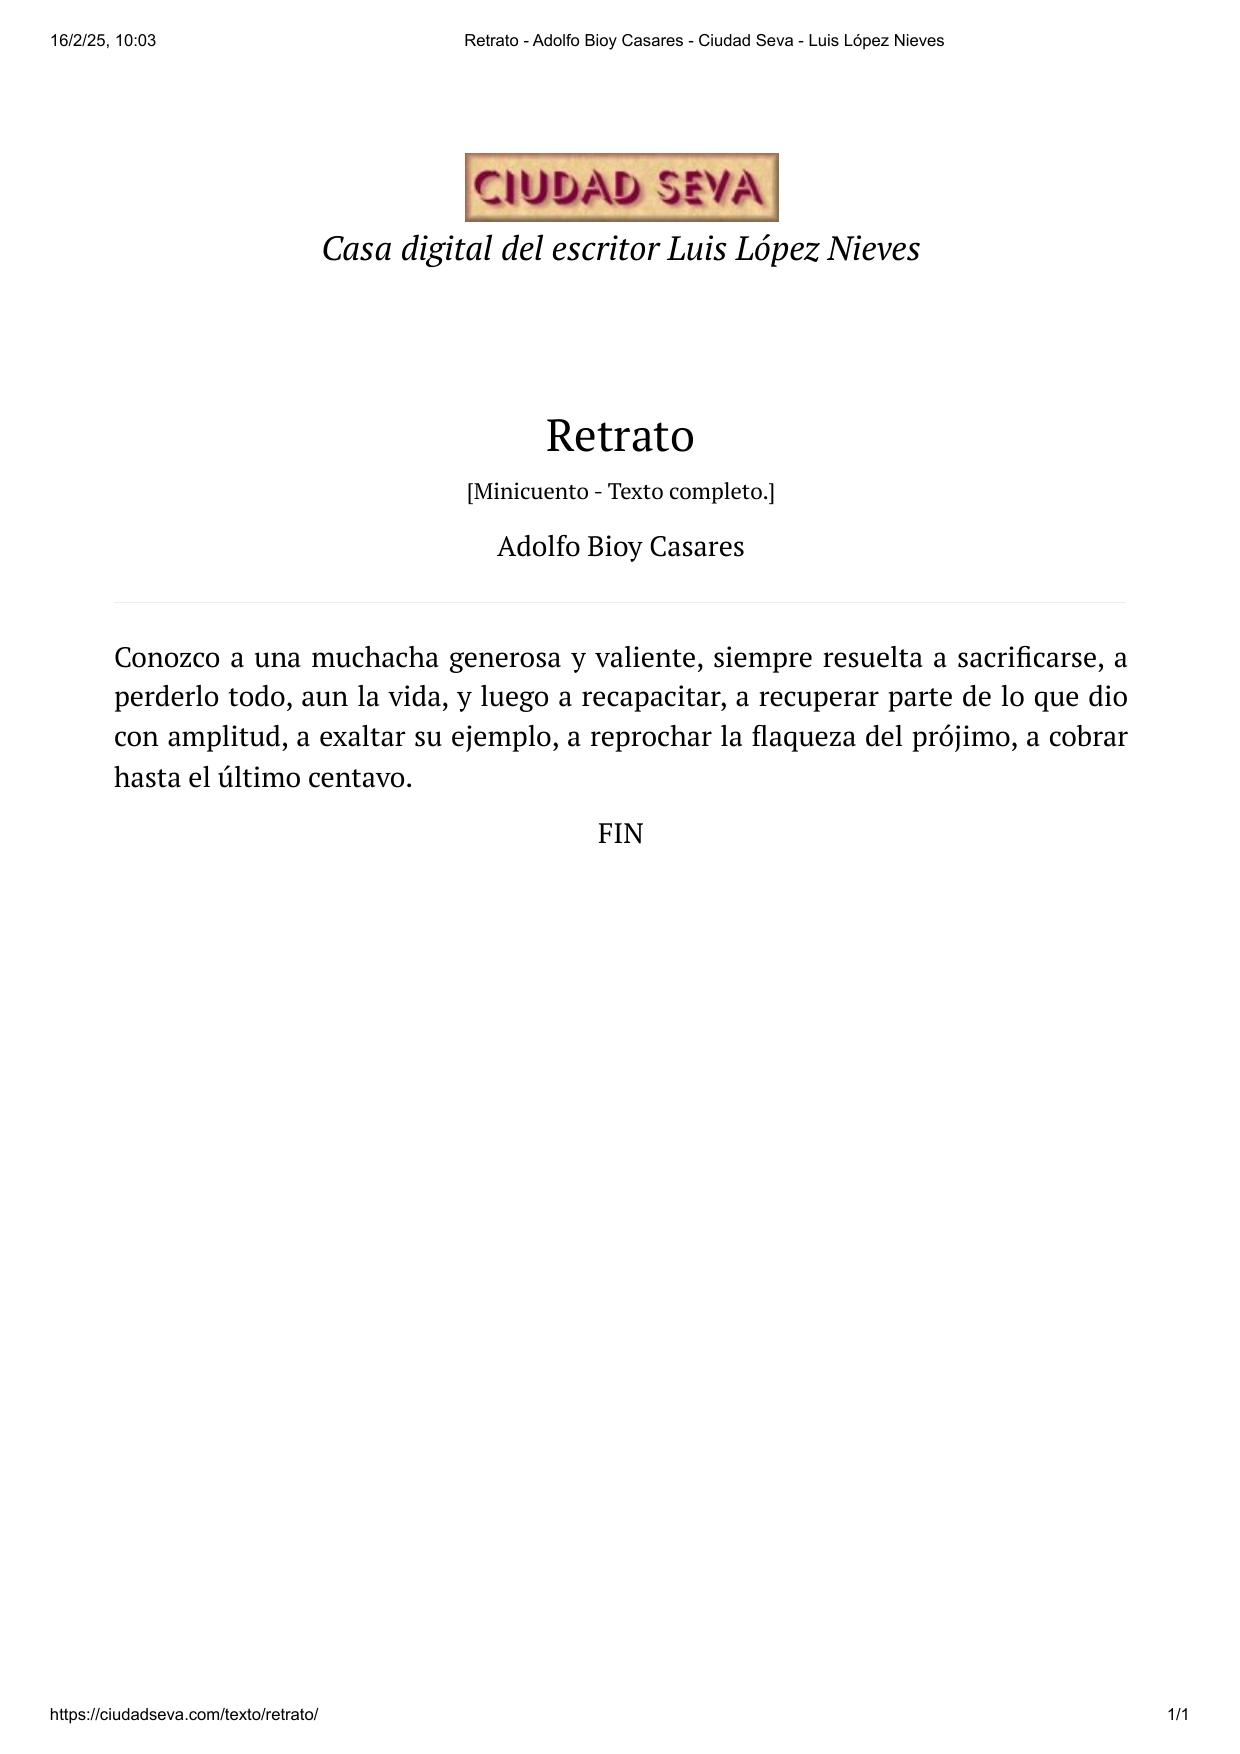 16/2/25, 10:03
Retrato - Adolfo Bioy Casares - Ciudad Seva - Luis López Nieves
CIUDAD SEVA
Casa digital del escritor Luis López Nieves
Retrato
[Minicuento - Texto completo.]
Adolfo Bioy Casares
Conozco a una muchacha generosa y valiente, siempre resuelta a sacrificarse, a
perderlo todo, aun la vida, y luego a recapacitar, a recuperar parte de lo que dio
con amplitud, a exaltar su ejemplo, a reprochar la flaqueza del prójimo, a cobrar
hasta el último centavo.
FIN
https://ciudadseva.com/texto/retrato/
1/1